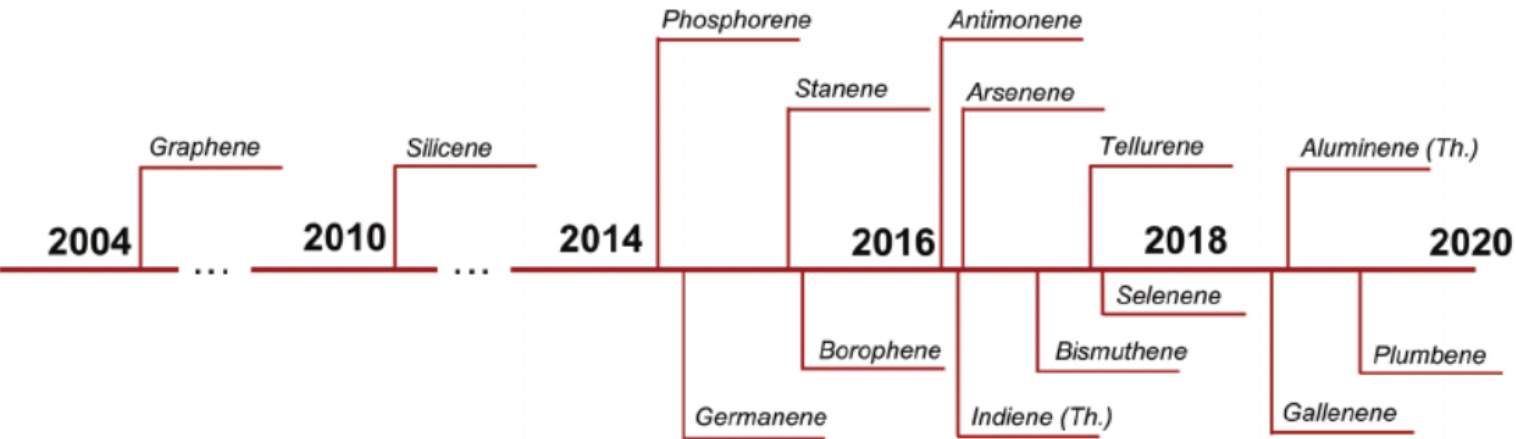 Phosphorene
Antimonene
Stanene
Arsenene
Graphene
Silicene
Tellurene
Aluminene (Th.)
2004
...
2010
...
2014
2016
2018
2020
Selenene
Borophene
Bismuthene
Plumbene
Germanene
Indiene (Th.)
Gallenene